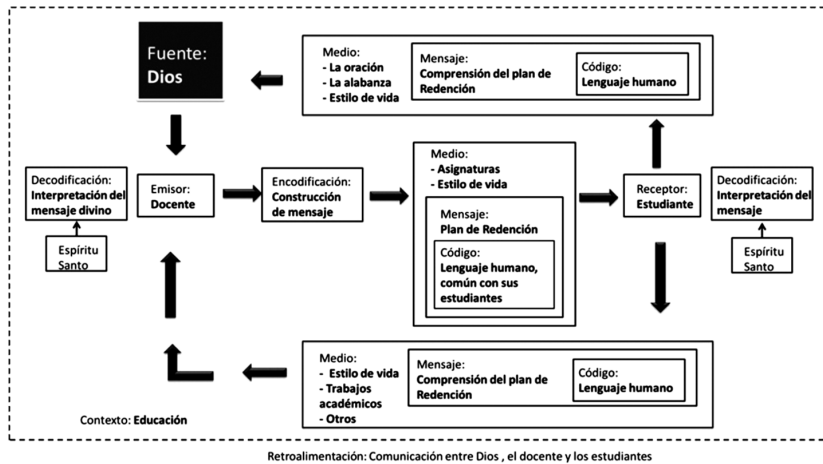 Fuente:
Dios
Medio:
- La oración
- La alabanza
- Estilo de vida
Mensaje:
Comprensión del plan de
Redención
Código:
Lenguaje humano
Decodificación:
Interpretación del
mensaje divino
Espíritu
Santo
Emisor:
Docente
Encodificación:
Construcción
de mensaje
Medio:
- Asignaturas
- Estilo de vida
Mensaje:
Plan de Redención
Código:
Lenguaje humano,
común con sus
estudiantes
Receptor:
Estudiante
Decodificación:
Interpretación del
mensaje
Espíritu
Santo
Medio:
- Estilo de vida
- Trabajos
académicos
- Otros
Mensaje:
Comprensión del plan de
Redención
Código:
Lenguaje humano
Contexto: Educación
Retroalimentación: Comunicación entre Dios , el docente y los estudiantes